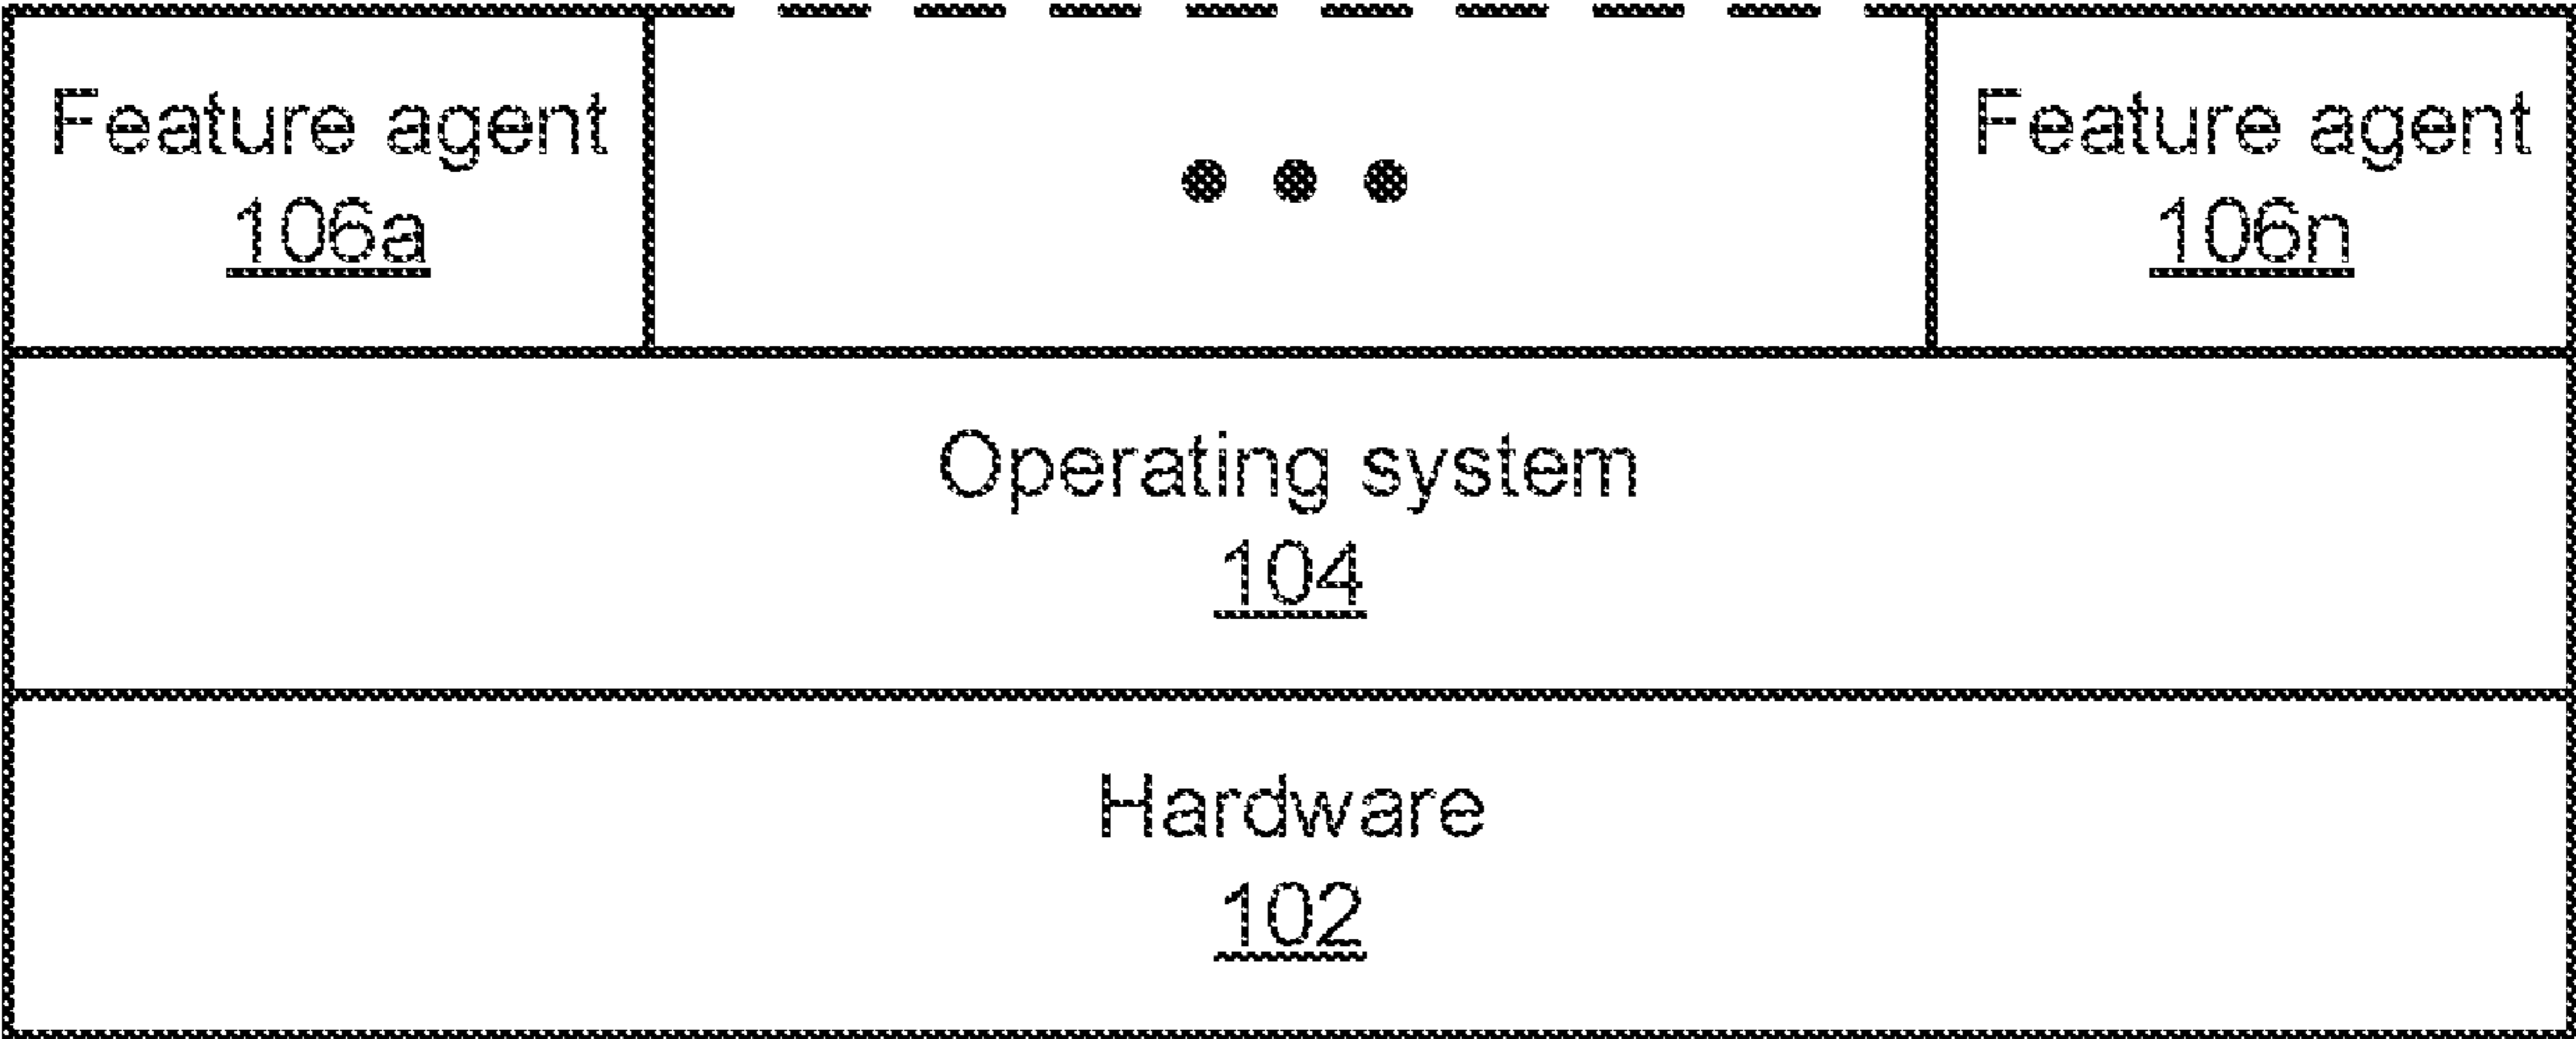 Feature agent
106a
● ● ●
Feature agent
106n
Operating system
104
Hardware
102